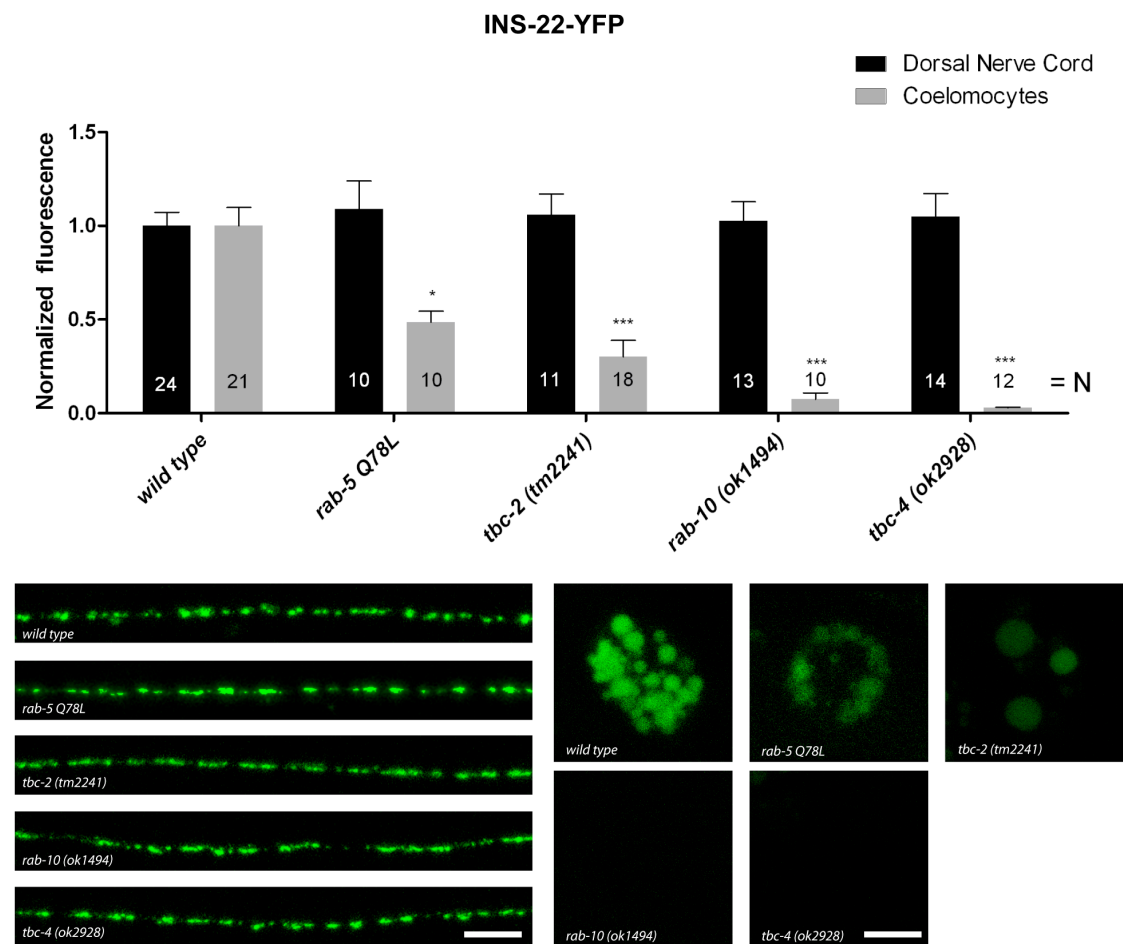 INS-22-YFP
Dorsal Nerve Cord
Coelomocytes
Normalized fluorescence
1.5
1.0
0.5
0.0
* 
***
***
***
24 21 10 10 11 18 13 10 14 12 = N
wild type
rab-5 Q78L
tbc-2 (tm2241)
rab-10 (ok1494)
tbc-4 (ok2928)
wild type
rab-5 Q78L
tbc-2 (tm2241)
rab-10 (ok1494)
tbc-4 (ok2928)
wild type
rab-5 Q78L
tbc-2 (tm2241)
rab-10 (ok1494)
tbc-4 (ok2928)